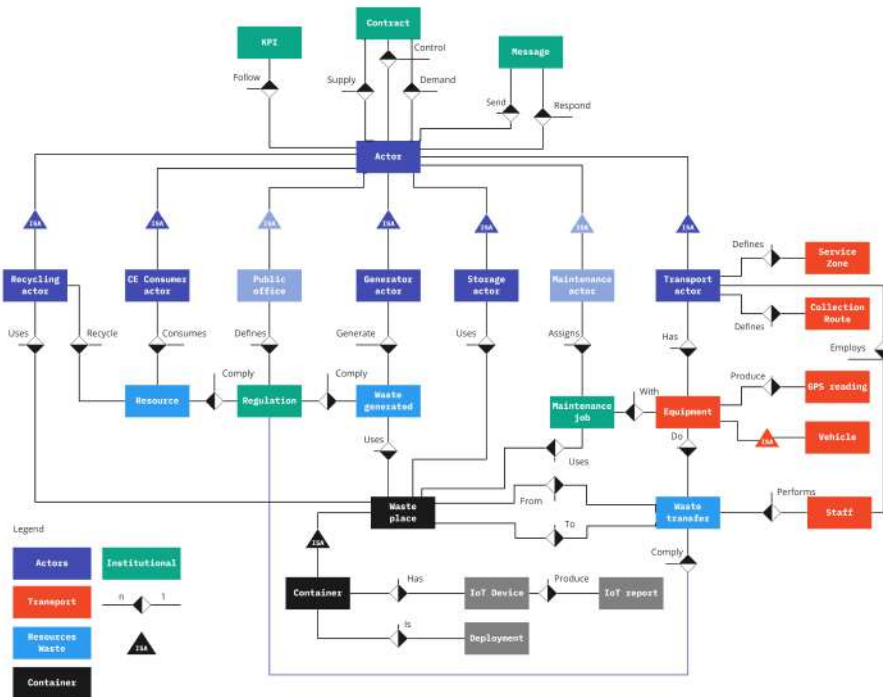 Contract
KPI
Message
Control
Follow
Supply
Demand
Send
Respond
Actor
ISA
ISA
ISA
ISA
ISA
ISA
ISA
Recycling
actor
CE Consumer
actor
Public
office
Generator
actor
Storage
actor
Maintenance
actor
Transport
actor
Defines
Service
Zone
Collection
Route
Defines
Uses
Recycle
Consumes
Defines
Generate
Uses
Assigns
Has
Employs
Comply
Comply
With
Produce
Resource
Regulation
Waste
generated
Maintenance
job
Equipment
GPS reading
ISA
Vehicle
Uses
Uses
Do
From
To
Waste
place
Waste
transfer
Performs
Staff
Comply
ISA
Container
Has
IoT Device
Produce
IoT report
Is
Deployment
Legend
Actors
Institutional
Transport
n
1
Resources
Waste
ISA
Container